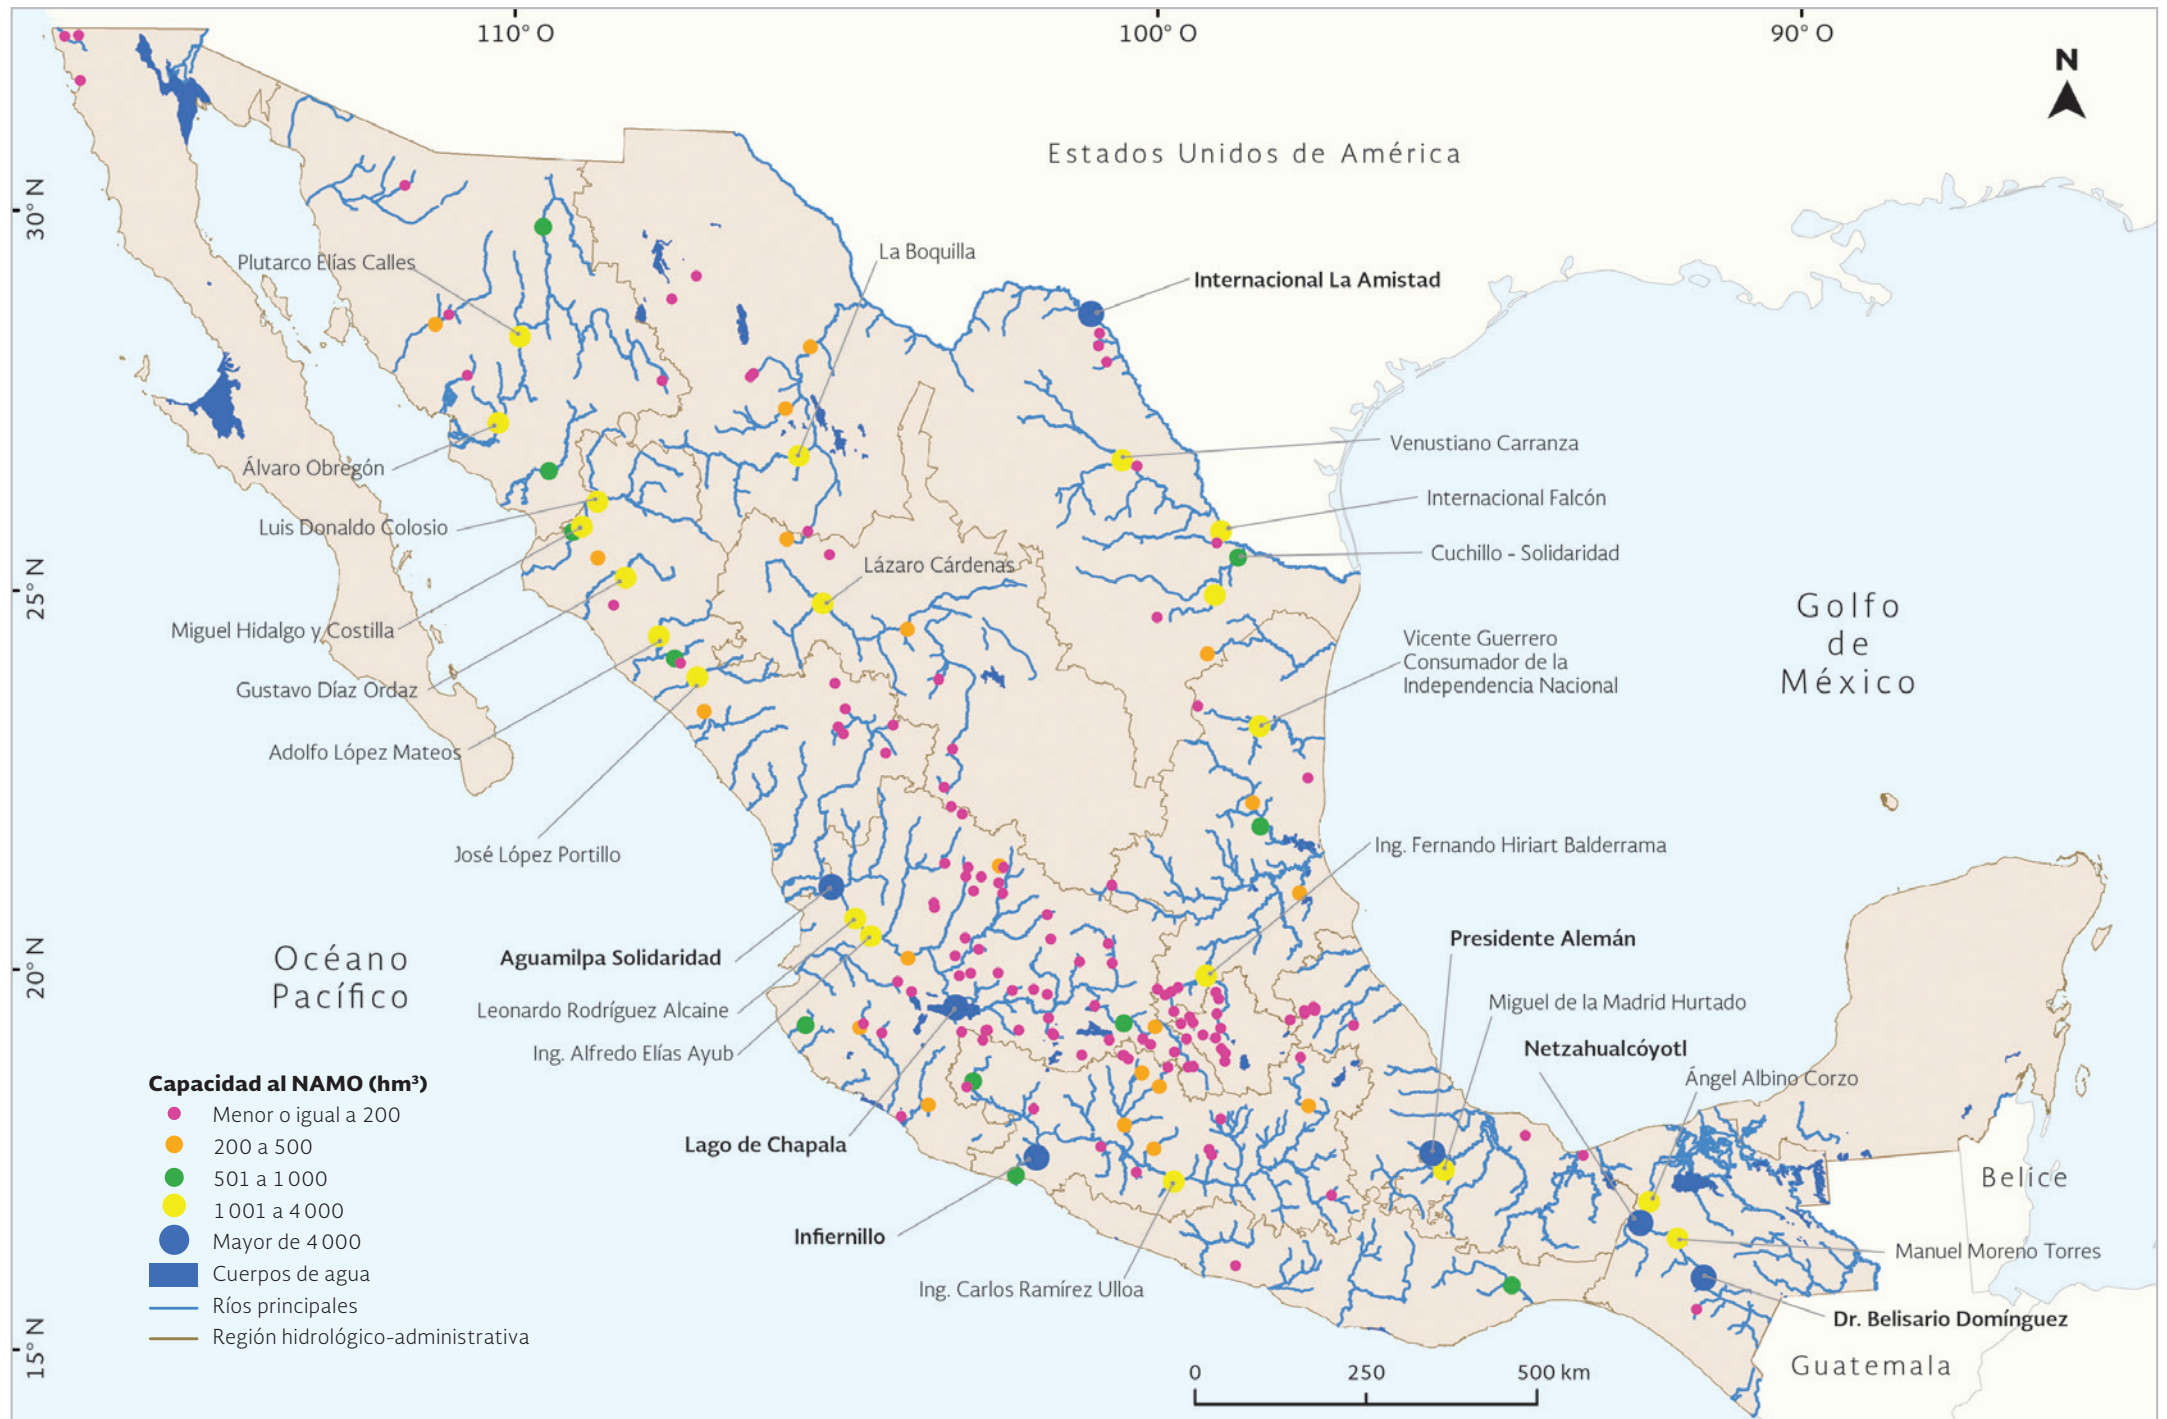 110° O
100° O
90° O
N
30° N
25° N
20° N
15° N
Estados Unidos de América
Plutarco Elías Calles
La Boquilla
Internacional La Amistad
Álvaro Obregón
Venustiano Carranza
Internacional Falcón
Luis Donaldo Colosio
Cuchillo - Solidaridad
Lázaro Cárdenas
Miguel Hidalgo y Costilla
Golfo
de
México
Vicente Guerrero
Consumador de la
Independencia Nacional
Gustavo Díaz Ordaz
Adolfo López Mateos
José López Portillo
Ing. Fernando Hiriart Balderrama
Presidente Alemán
Océano
Pacífico
Aguamilpa Solidaridad
Miguel de la Madrid Hurtado
Leonardo Rodríguez Alcaine
Netzahualcóyotl
Ing. Alfredo Elías Ayub
Ángel Albino Corzo
Lago de Chapala
Belice
Infiernillo
Manuel Moreno Torres
Ing. Carlos Ramírez Ulloa
Dr. Belisario Domínguez
Guatemala
Capacidad al NAMO (hm³)
Menor o igual a 200
200 a 500
501 a 1 000
1 001 a 4 000
Mayor de 4 000
Cuerpos de agua
Ríos principales
Región hidrológico-administrativa
0
250
500 km